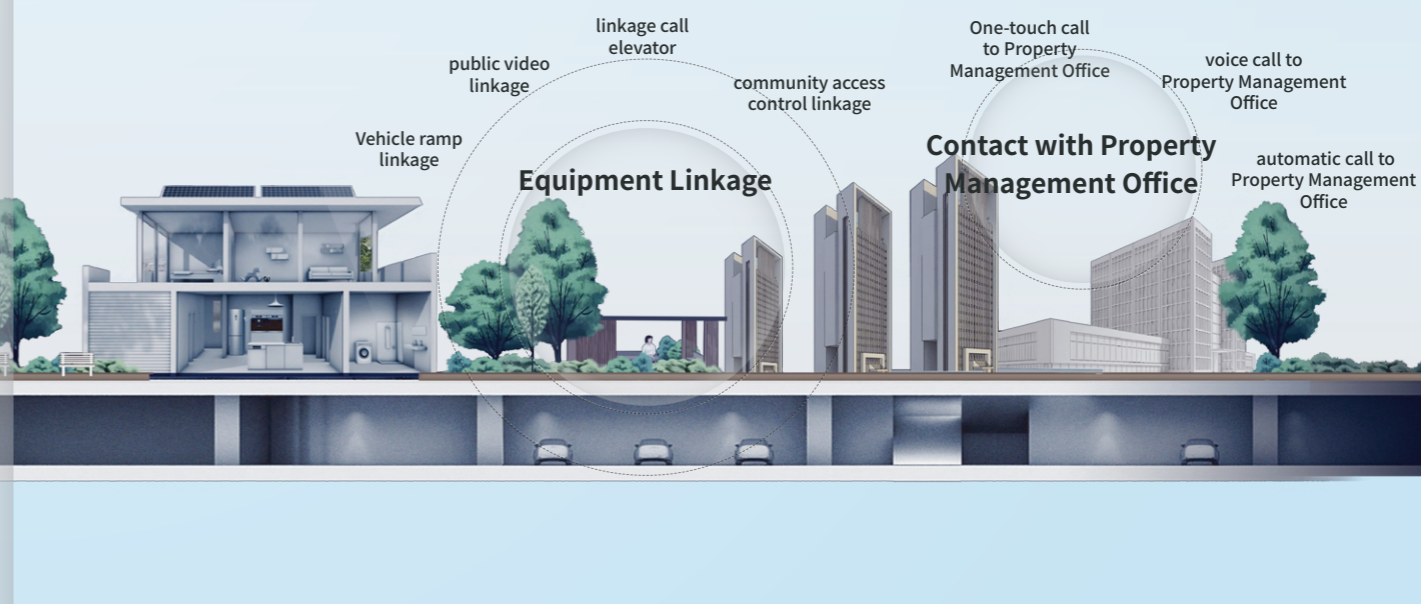 linkage call
elevator
public video
linkage
community access
control linkage
Vehicle ramp
linkage
Equipment Linkage
One-touch call
to Property
Management Office
voice call to
Property Management
Office
Contact with Property
Management Office
automatic call to
Property Management
Office